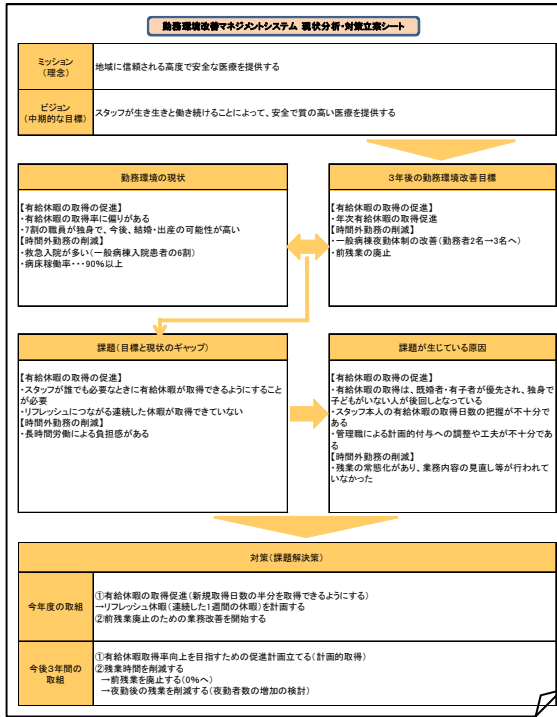 勤務環境改善マネジメントシステム 現状分析・対策立案シート
ミッション
(理念)
地域に信頼される高度で安全な医療を提供する
ビジョン
(中期的な目標)
スタッフが生き生きと働き続けることによって、安全で質の高い医療を提供する
勤務環境の現状
【有給休暇の取得の促進】
・有給休暇の取得率に偏りがある
・7割の職員が独身で、今後、結婚・出産の可能性が高い
【時間外勤務の削減】
・救急入院が多い(一般病棟入院患者の6割)
・病床稼働率・・・90%以上
3年後の勤務環境改善目標
【有給休暇の取得の促進】
・年次有給休暇の取得促進
【時間外勤務の削減】
・一般病棟夜勤体制の改善(勤務者2名→3名へ)
・前残業の廃止
課題(目標と現状のギャップ)
【有給休暇の取得の促進】
・スタッフが誰でも必要なときに有給休暇が取得できるようにすること
が必要
・リフレッシュにつながる連続した休暇が取得できていない
【時間外勤務の削減】
・長時間労働による負担感がある
課題が生じている原因
【有給休暇の取得の促進】
・有給休暇の取得は、既婚者・有子者が優先され、独身で
子どもがいない人が後回しとなっている
・スタッフ本人の有給休暇の取得日数の把握が不十分で
ある
・管理職による計画的付与への調整や工夫が不十分であ
る
【時間外勤務の削減】
・残業の常態化があり、業務内容の見直し等が行われて
いなかった
対策(課題解決策)
今年度の取組
①有給休暇の取得促進(新規取得日数の半分を取得できるようにする)
→リフレッシュ休暇(連続した1週間の休暇)を計画する
②前残業廃止のための業務改善を開始する
今後3年間の
取組
①有給休暇取得率向上を目指すための促進計画立てる(計画的取得)
②残業時間を削減する
→前残業を廃止する(0%へ)
→夜勤後の残業を削減する(夜勤者数の増加の検討)